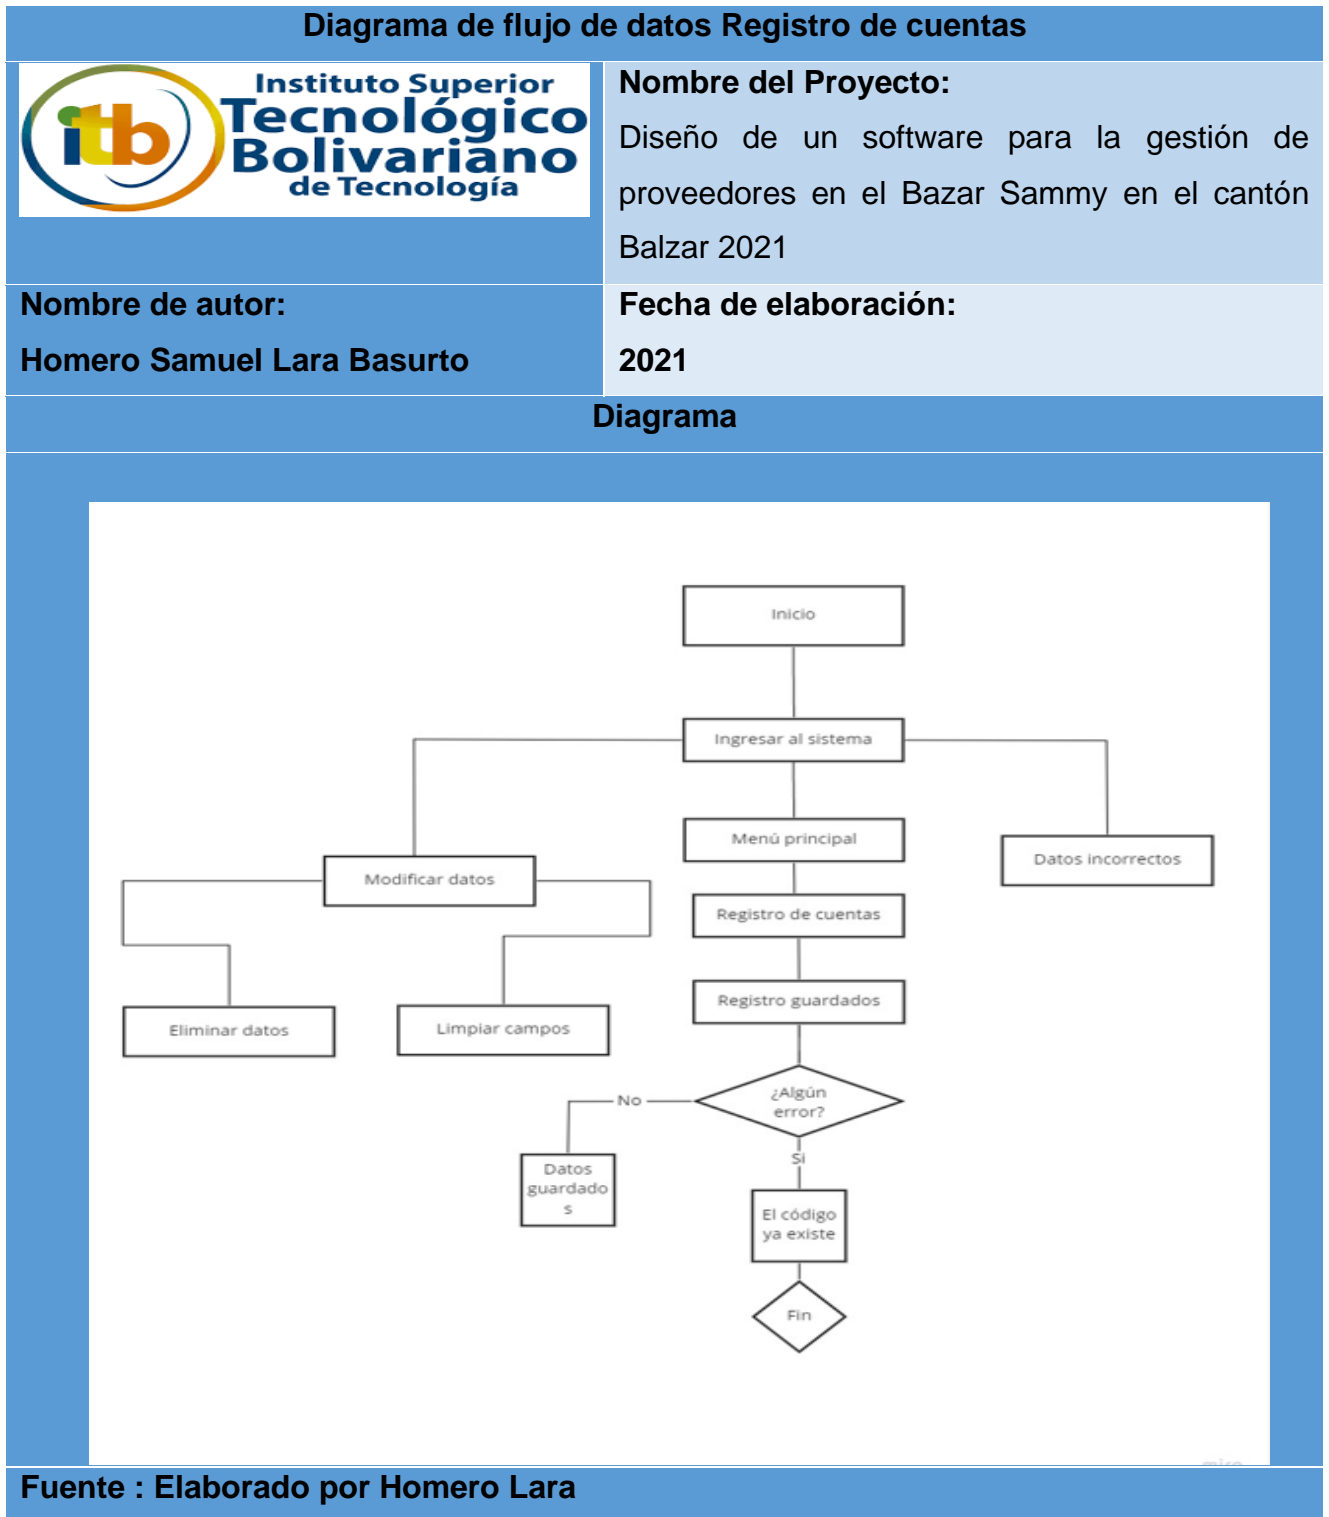 Diagrama de flujo de datos Registro de cuentas
Instituto Superior
Tecnológico
Bolivariano
de Tecnología
itb
Nombre del Proyecto:
Diseño de un software para la gestión de
proveedores en el Bazar Sammy en el cantón
Balzar 2021
Nombre de autor:
Homero Samuel Lara Basurto
Fecha de elaboración:
2021
Diagrama
Inicio
Ingresar al sistema
Menú principal
Datos incorrectos
Modificar datos
Registro de cuentas
Registro guardados
Eliminar datos
Limpiar campos
¿Algún
error?
No
Si
Datos
guardado
s
El código
ya existe
Fin
Fuente : Elaborado por Homero Lara